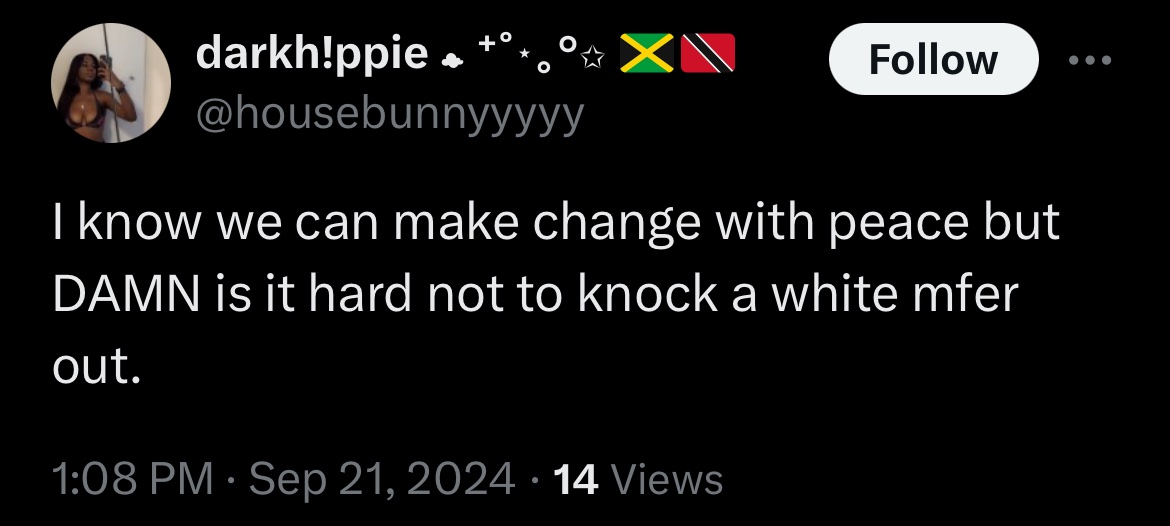 darkh!ppie ☁︎ ⁺˚⋆｡°✩ 🇯🇲🇹🇹
Follow
@housebunnyyyyy
I know we can make change with peace but
DAMN is it hard not to knock a white mfer
out.
1:08 PM · Sep 21, 2024 · 14 Views